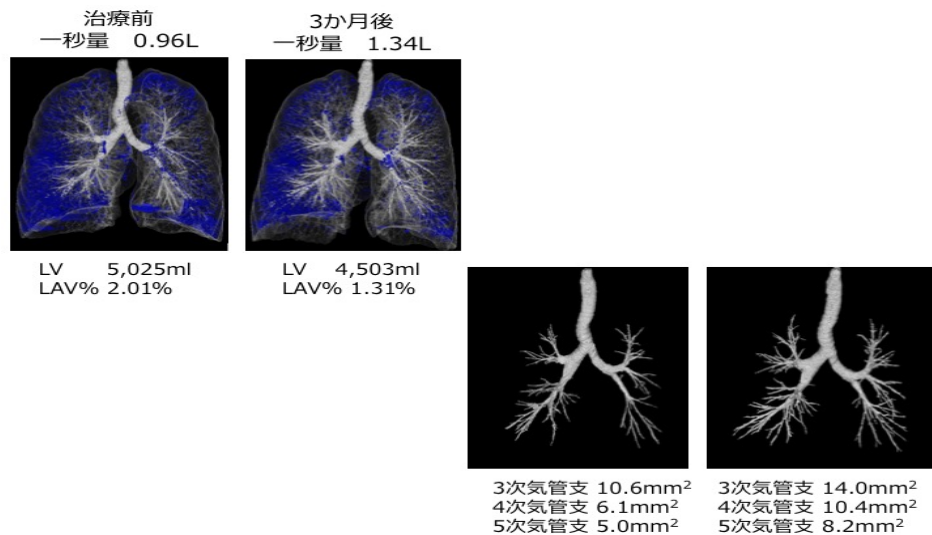 治療前
一秒量 0.96L
3か月後
一秒量 1.34L
LV 5,025ml
LAV% 2.01%
LV 4,503ml
LAV% 1.31%
3次気管支 10.6mm²
4次気管支 6.1mm²
5次気管支 5.0mm²
3次気管支 14.0mm²
4次気管支 10.4mm²
5次気管支 8.2mm²